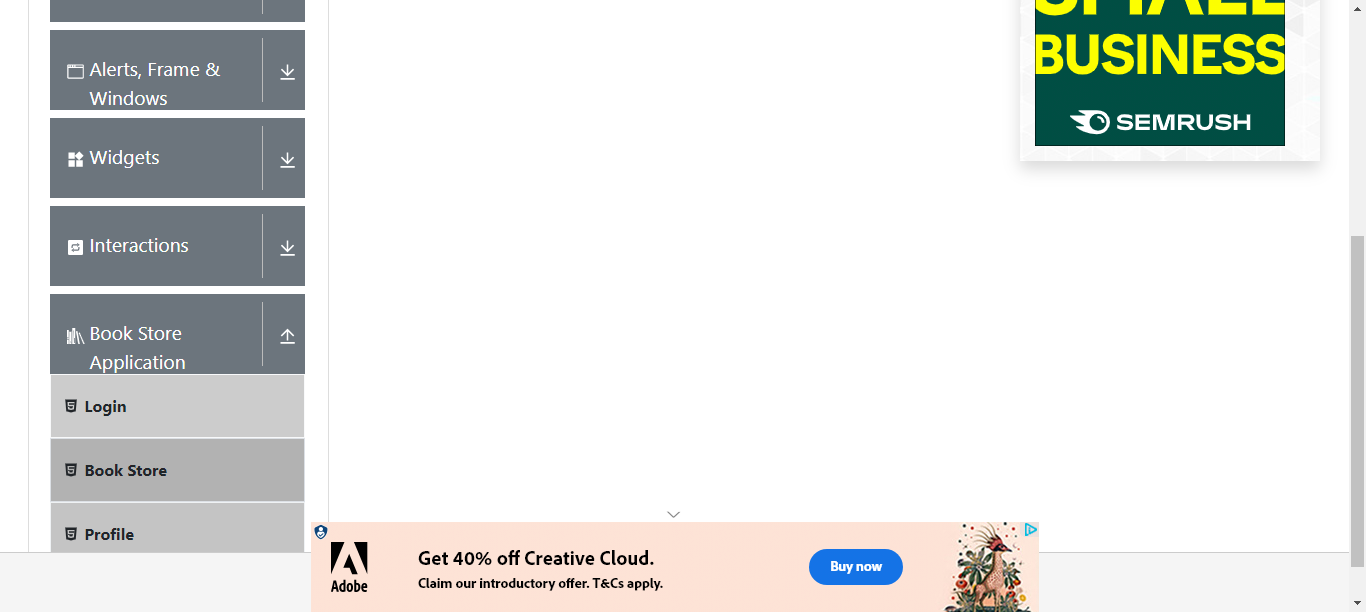 Alerts, Frame &
Windows
Widgets
Interactions
Book Store
Application
Login
Book Store
Profile
BUSINESS
SEMRUSH
Adobe
Get 40% off Creative Cloud.
Claim our introductory offer. T&Cs apply.
Buy now